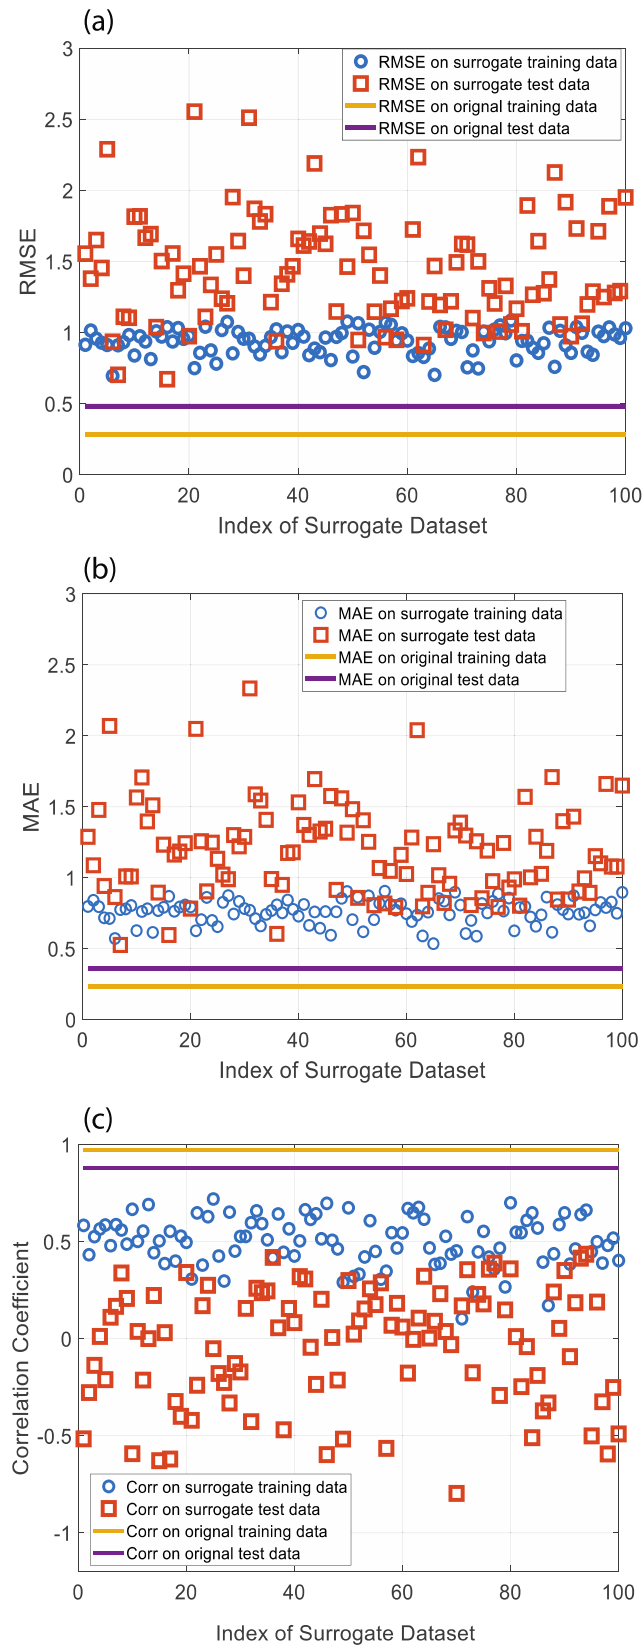 (a)
3
2.5
2
1.5
1
0.5
0
RMSE
RMSE on surrogate training data
RMSE on surrogate test data
RMSE on orignal training data
RMSE on orignal test data
0 20 40 60 80 100
Index of Surrogate Dataset
(b)
3
2.5
2
1.5
1
0.5
0
MAE
MAE on surrogate training data
MAE on surrogate test data
MAE on original training data
MAE on original test data
0 20 40 60 80 100
Index of Surrogate Dataset
(c)
1
0.5
0
-0.5
-1
Correlation Coefficient
Corr on surrogate training data
Corr on surrogate test data
Corr on orignal training data
Corr on orignal test data
0 20 40 60 80 100
Index of Surrogate Dataset